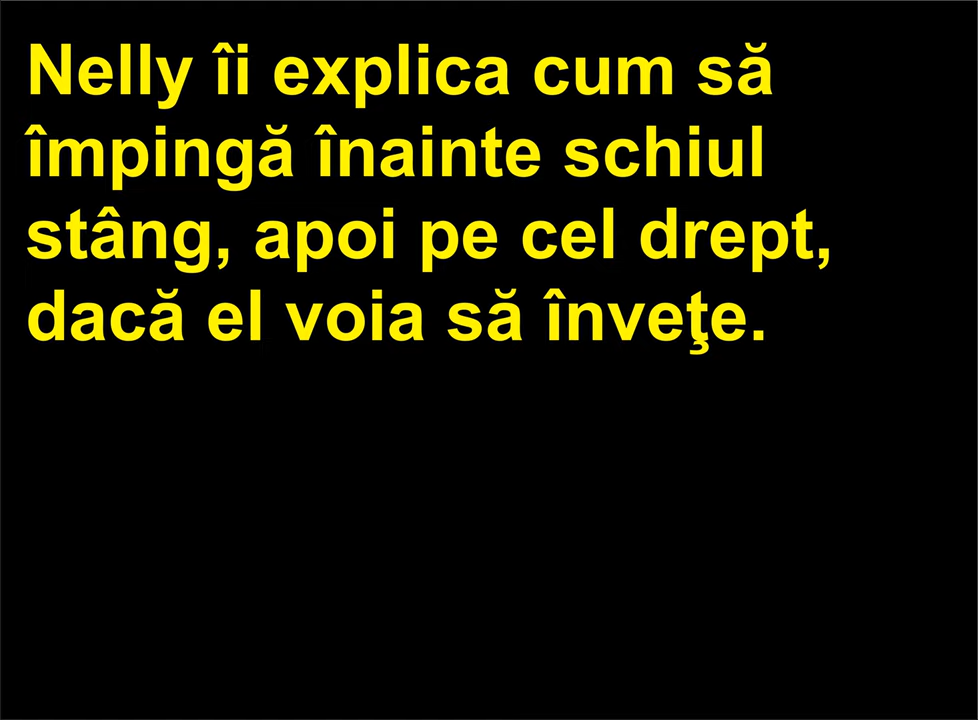 Nelly îi explica cum să
împingă înainte schiul
stâng, apoi pe cel drept,
dacă el voia să înveţe.